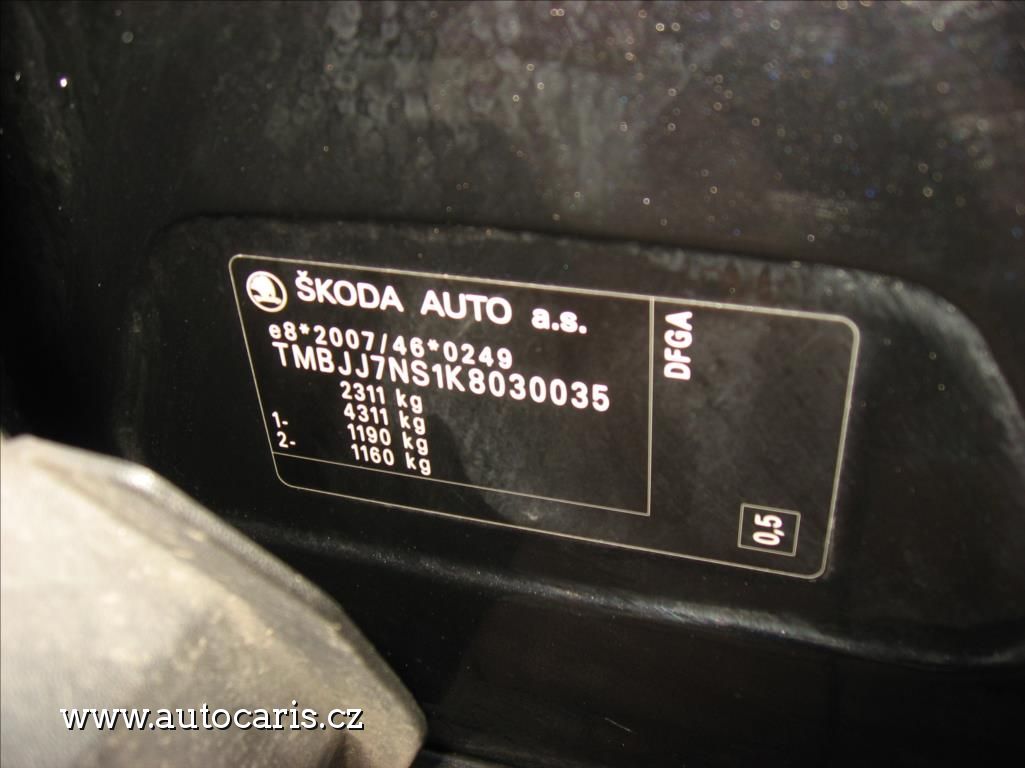 ŠKODA AUTO a.s.
e8*2007/46*0249
TMBJJ7NS1K8030035
2311 kg
4311 kg
1- 1190 kg
2- 1160 kg
DFGA
0,5
www.autocaris.cz